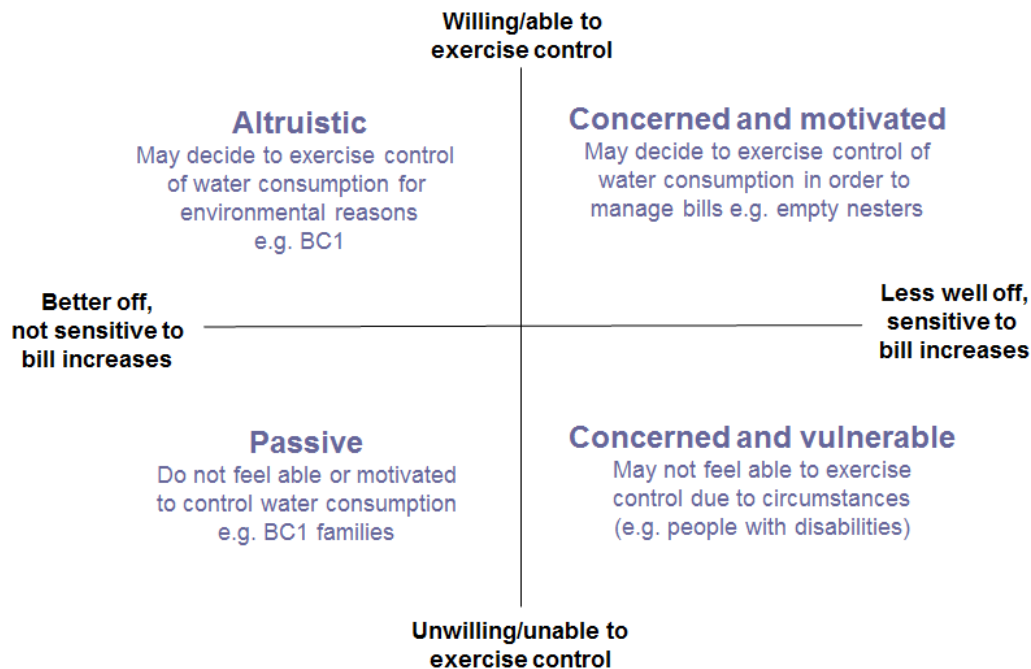 Willing/able to
exercise control
Altruistic
May decide to exercise control
of water consumption for
environmental reasons
e.g. BC1
Concerned and motivated
May decide to exercise control of
water consumption in order to
manage bills e.g. empty nesters
Better off,
not sensitive to
bill increases
Less well off,
sensitive to
bill increases
Passive
Do not feel able or motivated
to control water consumption
e.g. BC1 families
Concerned and vulnerable
May not feel able to exercise
control due to circumstances
(e.g. people with disabilities)
Unwilling/unable to
exercise control